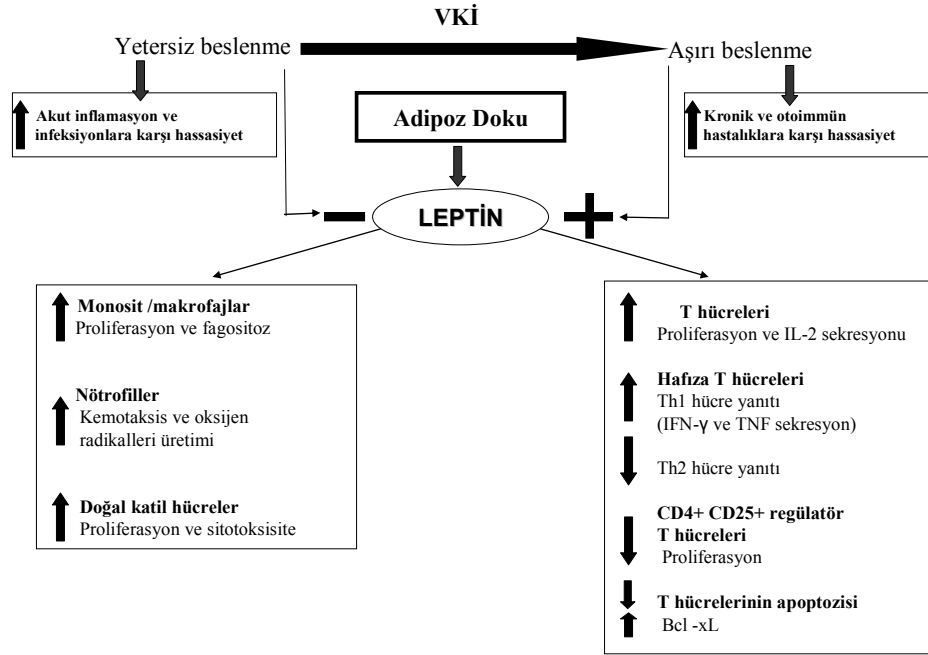 VKİ
Yetersiz beslenme
Aşırı beslenme
Akut inflamasyon ve
infeksiyonlara karşı hassasiyet
Adipoz Doku
Kronik ve otoimmün
hastalıklara karşı hassasiyet
LEPTİN
Monosit /makrofajlar
Proliferasyon ve fagositoz
Nötrofiller
Kemotaksis ve oksijen
radikalleri üretimi
Doğal katil hücreler
Proliferasyon ve sitotoksisite
T hücreleri
Proliferasyon ve IL-2 sekresyonu
Hafıza T hücreleri
Th1 hücre yanıtı
(IFN-γ ve TNF sekresyon)
Th2 hücre yanıtı
CD4+ CD25+ regülatör
T hücreleri
Proliferasyon
T hücrelerinin apoptozisi
Bcl -xL